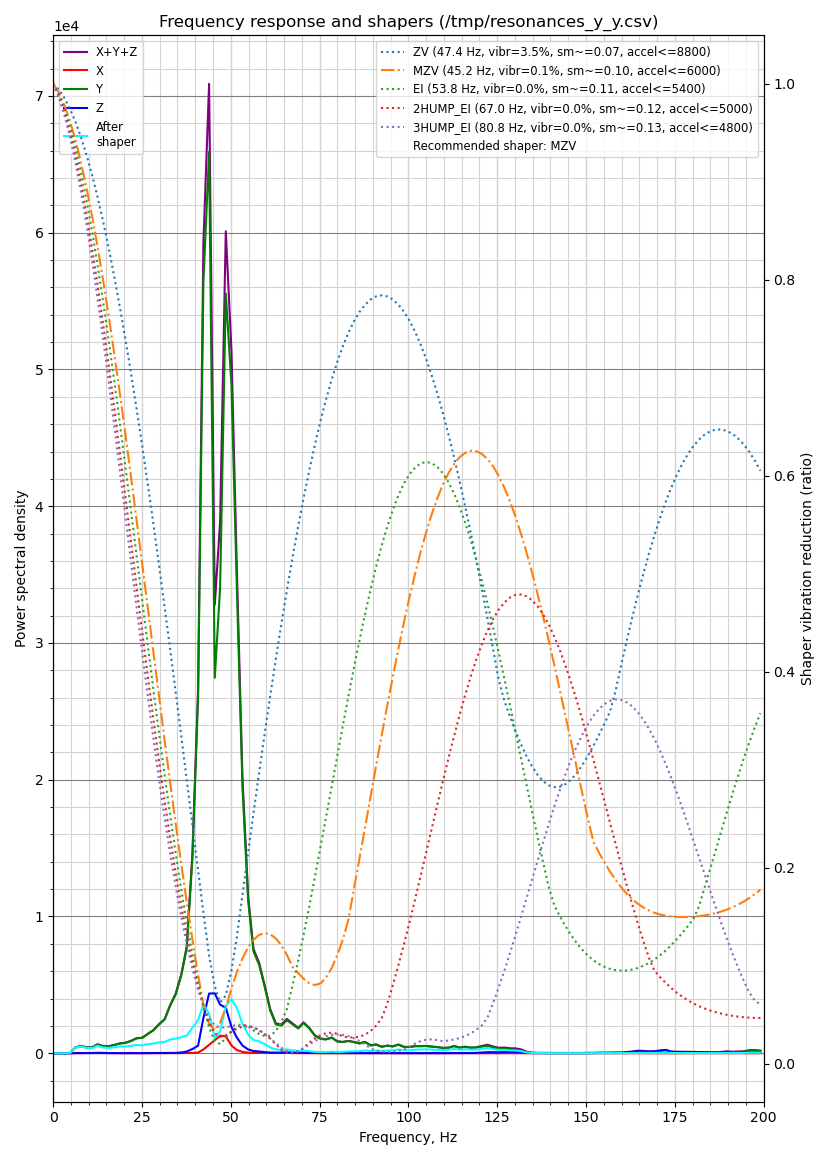 Frequency response and shapers (/tmp/resonances_y_y.csv)
1e4
X+Y+Z
X
Y
Z
After
shaper
ZV (47.4 Hz, vibr=3.5%, sm~=0.07, accel<=8800)
MZV (45.2 Hz, vibr=0.1%, sm~=0.10, accel<=6000)
EI (53.8 Hz, vibr=0.0%, sm~=0.11, accel<=5400)
2HUMP_EI (67.0 Hz, vibr=0.0%, sm~=0.12, accel<=5000)
3HUMP_EI (80.8 Hz, vibr=0.0%, sm~=0.13, accel<=4800)
Recommended shaper: MZV
7
6
5
4
3
2
1
0
Power spectral density
1.0
0.8
0.6
0.4
0.2
0.0
Shaper vibration reduction (ratio)
0 25 50 75 100 125 150 175 200
Frequency, Hz